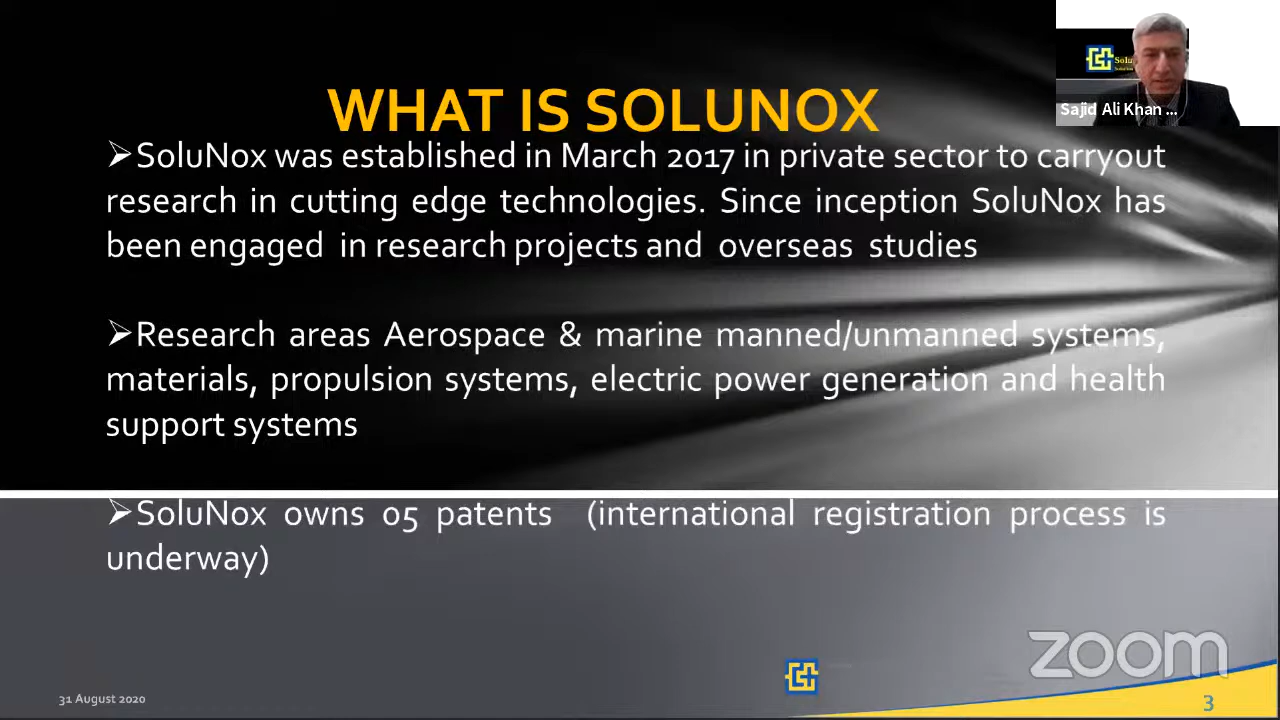 Solu
Sajid Ali Khan ...
WHAT IS SOLUNOX
➢SoluNox was established in March 2017 in private sector to carryout
research in cutting edge technologies. Since inception SoluNox has
been engaged in research projects and overseas studies
➢Research areas Aerospace & marine manned/unmanned systems,
materials, propulsion systems, electric power generation and health
support systems
➢SoluNox owns 05 patents (international registration process is
underway)
zoom
31 August 2020
3